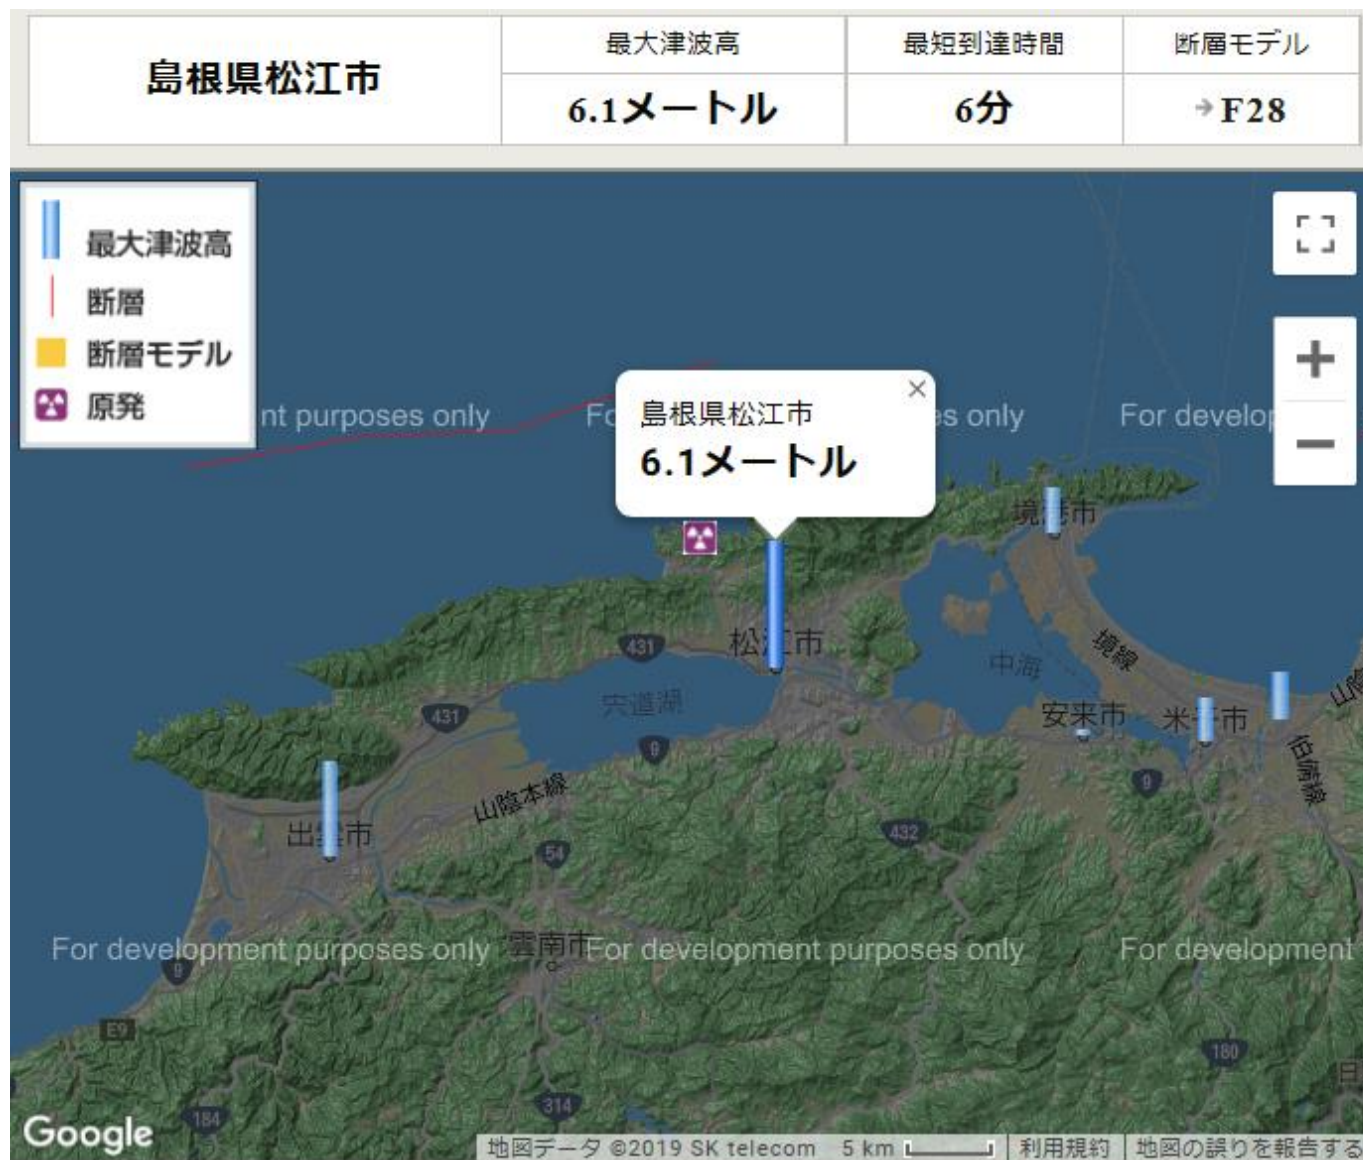 島根県松江市
最大津波高
最短到達時間
断層モデル
6.1メートル
6分
F28
最大津波高
断層
断層モデル
原発
nt purposes only
Fo
es only
For develop
島根県松江市
6.1メートル
境港市
431
松江市
宍道湖
中海
境線
431
9
安来市
米子市
9
伯備線
山陰本線
出雲市
54
432
For development purposes only
雲南市
For development purposes only
For development
9
E9
180
日
184
314
Google
地図データ ©2019 SK telecom
5 km
利用規約
地図の誤りを報告する